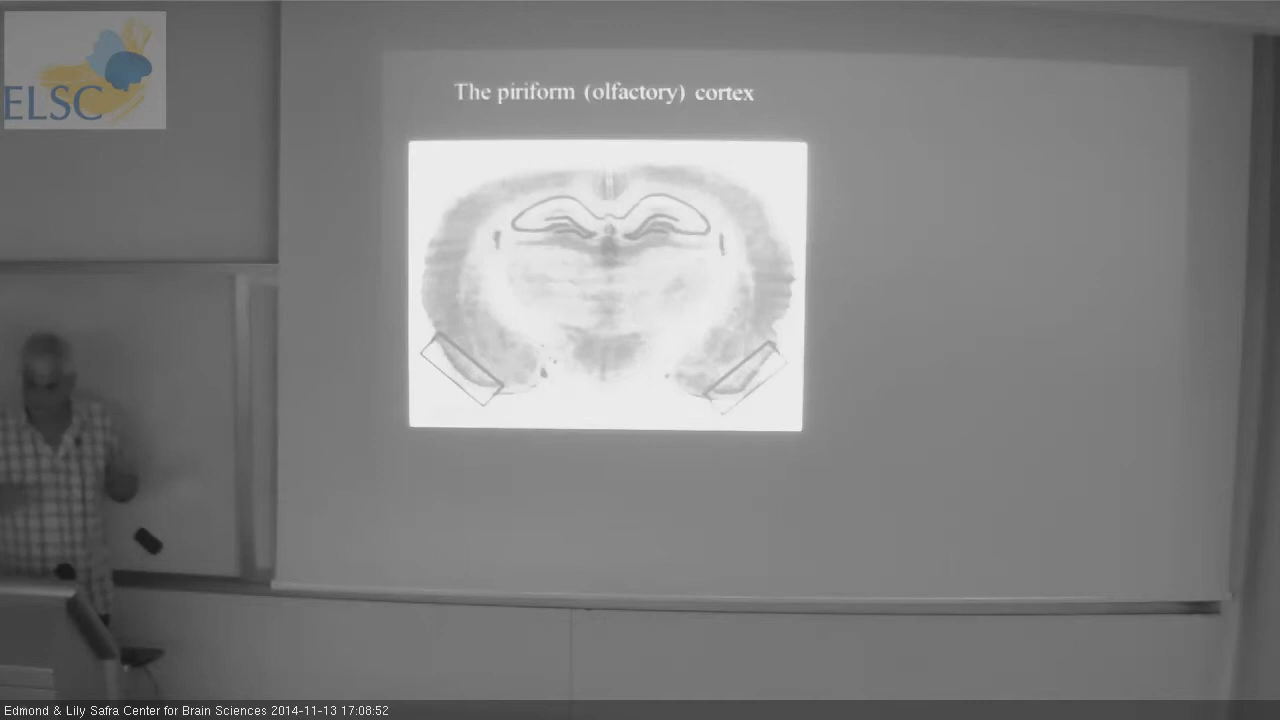 ELSC
The piriform (olfactory) cortex
Edmond & Lily Safra Center for Brain Sciences 2014-11-13 17:08:52